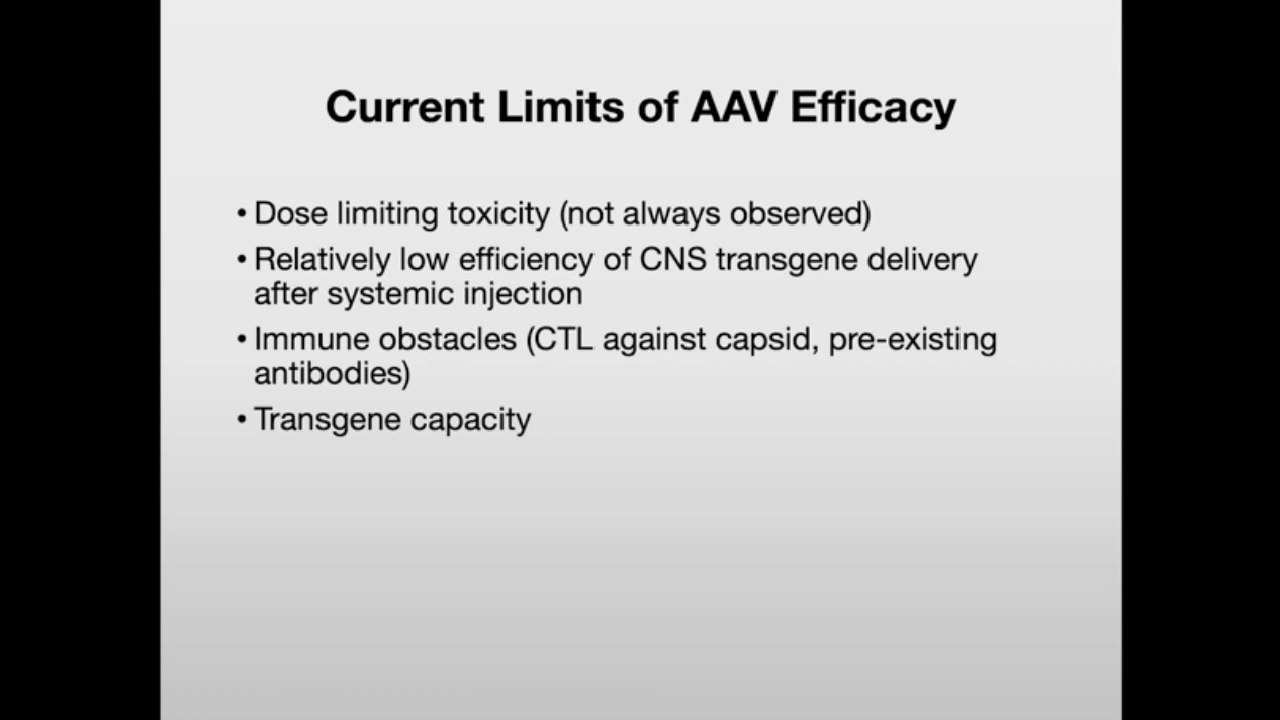 Current Limits of AAV Efficacy
• Dose limiting toxicity (not always observed)
• Relatively low efficiency of CNS transgene delivery
after systemic injection
• Immune obstacles (CTL against capsid, pre-existing
antibodies)
• Transgene capacity